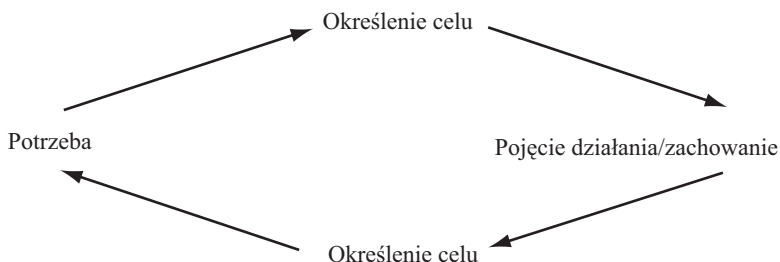 Określenie celu
Potrzeba
Pojęcie działania/zachowanie
Określenie celu